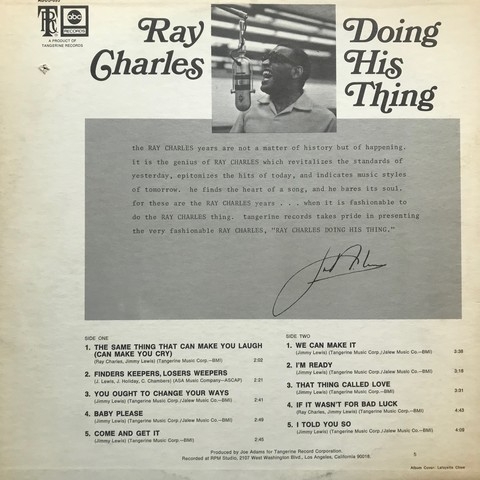 TRC
abc
RECORDS
A PRODUCT OF
TANGERINE RECORDS
Ray
Charles
Doing
His
Thing
the RAY CHARLES years are not a matter of history but of happening.
it is the genius of RAY CHARLES which revitalizes the standards of
yesterday, epitomizes the hits of today, and indicates music styles
of tomorrow. he finds the heart of a song, and he bares its soul.
for these are the RAY CHARLES years . . . when it is fashionable to
do the RAY CHARLES thing. Tangerine records takes pride in presenting
the very fashionable RAY CHARLES, "RAY CHARLES DOING HIS THING."
SIDE ONE
1. THE SAME THING THAT CAN MAKE YOU LAUGH
(CAN MAKE YOU CRY)
(Ray Charles, Jimmy Lewis) (Tangerine Music Corp.—BMI) 2:02
2. FINDERS KEEPERS, LOSERS WEEPERS
(J. Lewis, J. Holiday, C. Chambers) (ASA Music Company—ASCAP) 2:21
3. YOU OUGHT TO CHANGE YOUR WAYS
(Jimmy Lewis) (Tangerine Music Corp./Jalew Music Co—BMI) 2:41
4. BABY PLEASE
(Jimmy Lewis) (Tangerine Music Corp./Jalew Music Co—BMI) 2:49
5. COME AND GET IT
(Jimmy Lewis) (Tangerine Music Corp.—BMI) 2:45
SIDE TWO
1. WE CAN MAKE IT
(Jimmy Lewis) (Tangerine Music Corp./Jalew Music Co—BMI) 3:26
2. I'M READY
(Jimmy Lewis) (Tangerine Music Corp./Jalew Music Co—BMI) 3:16
3. THAT THING CALLED LOVE
(Jimmy Lewis) (Tangerine Music Corp./Jalew Music Co—BMI) 3:01
4. IF IT WASN'T FOR BAD LUCK
(Ray Charles, Jimmy Lewis) (Tangerine Music Corp.—BMI) 4:43
5. I TOLD YOU SO
(Jimmy Lewis) (Tangerine Music Corp./Jalew Music Co—BMI) 4:03
Produced by Joe Adams for Tangerine Record Corporation.
Recorded at RPM Studio, 2107 West Washington Blvd., Los Angeles, California 90018.
S
Album Cover: Lafayette Chew